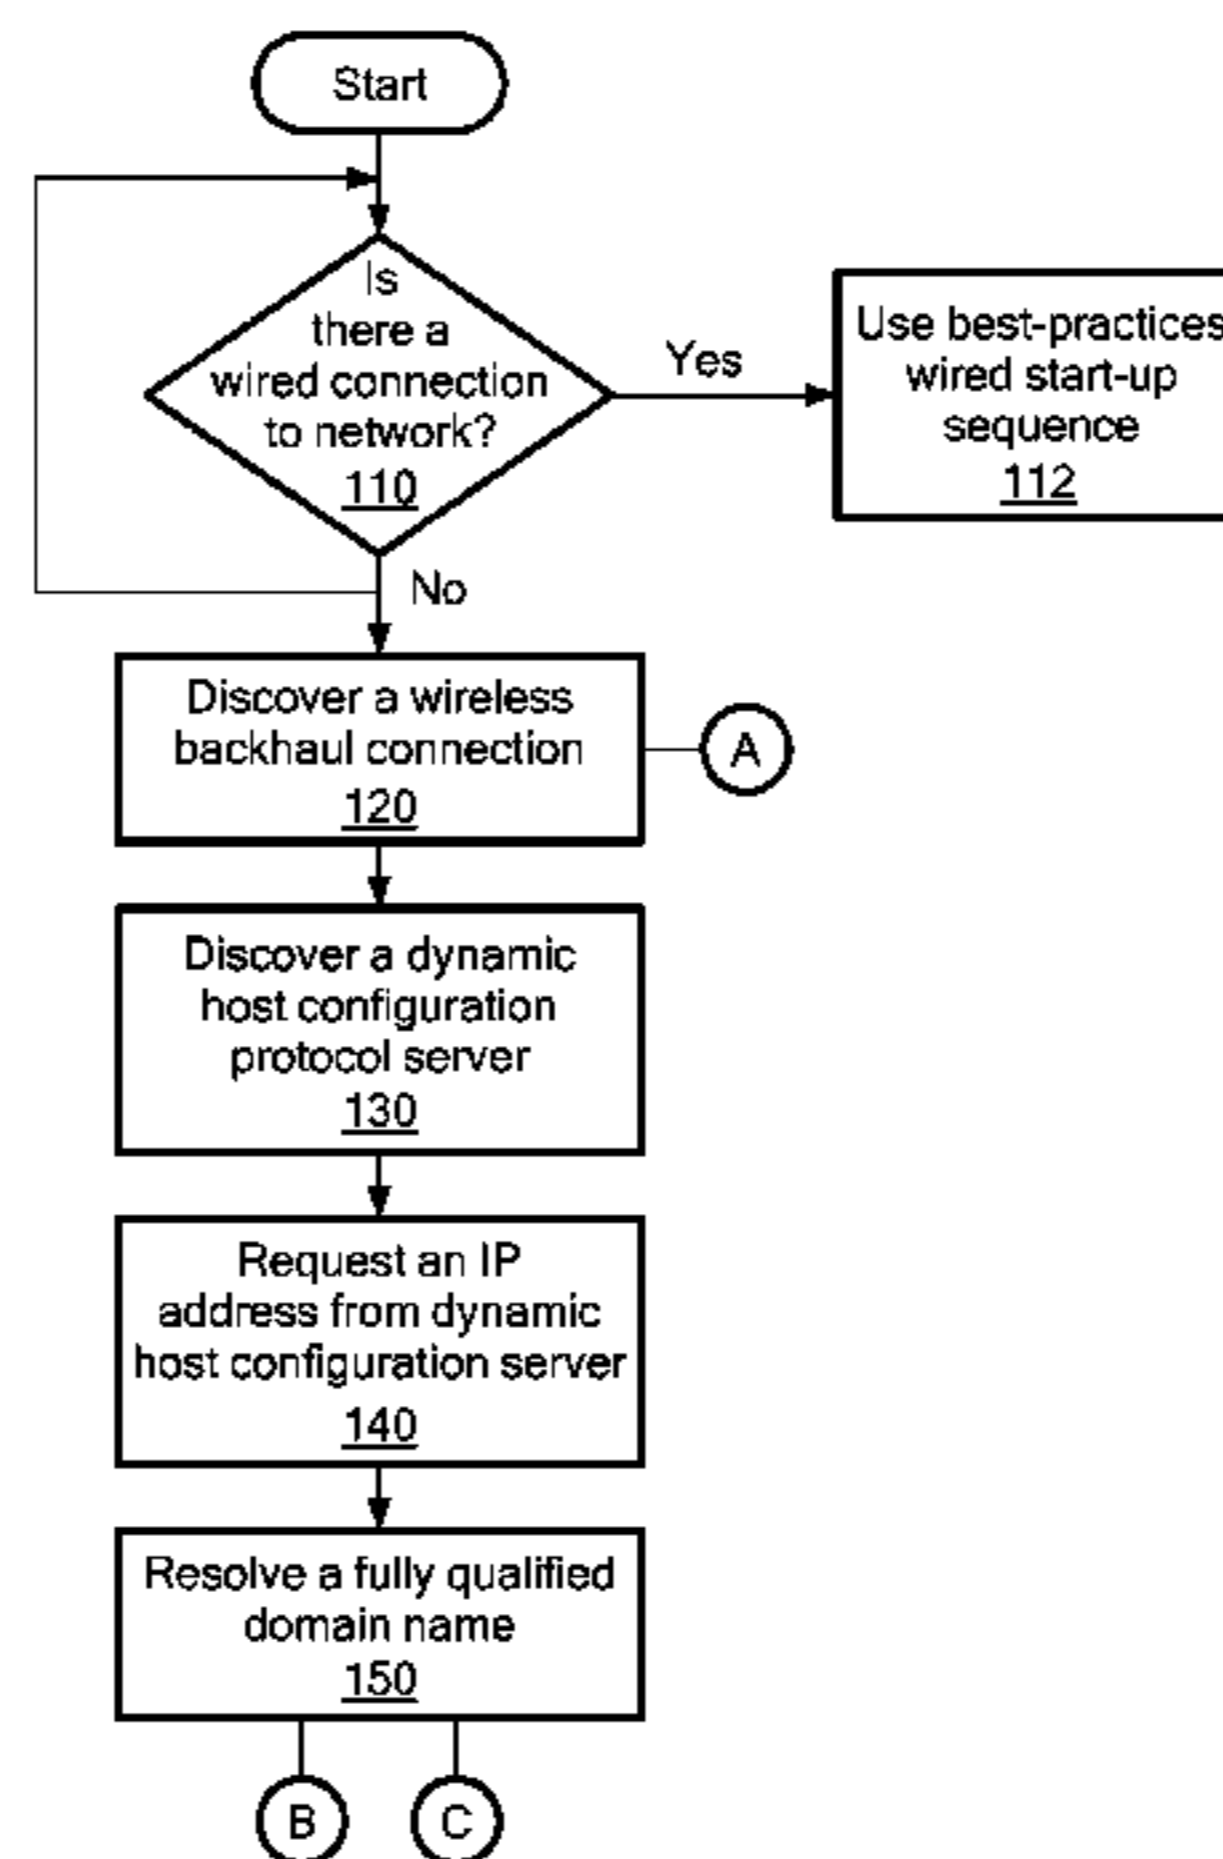 Start
Is
there a
wired connection
to network?
110
Yes
Use best-practices
wired start-up
sequence
112
No
Discover a wireless
backhaul connection
120
A
Discover a dynamic
host configuration
protocol server
130
Request an IP
address from dynamic
host configuration server
140
Resolve a fully qualified
domain name
150
B
C